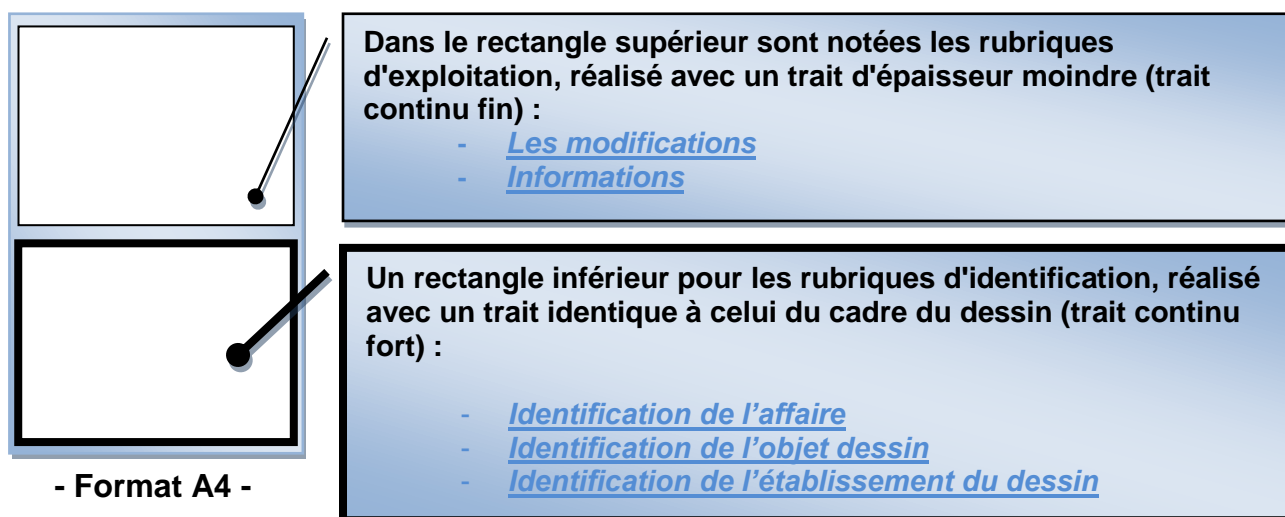 Dans le rectangle supérieur sont notées les rubriques
d'exploitation, réalisé avec un trait d'épaisseur moindre (trait
continu fin) :
- Les modifications
- Informations
Un rectangle inférieur pour les rubriques d'identification, réalisé
avec un trait identique à celui du cadre du dessin (trait continu
fort) :
- Identification de l’affaire
- Identification de l’objet dessin
- Identification de l’établissement du dessin
- Format A4 -